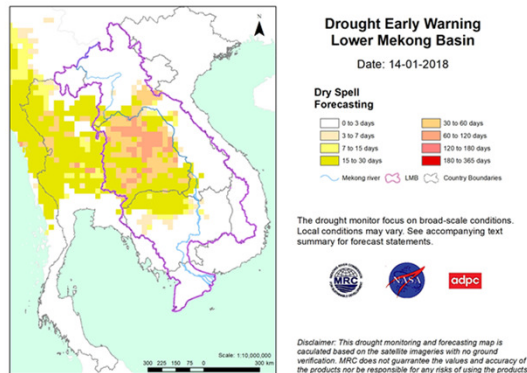 Drought Early Warning
Lower Mekong Basin
Date: 14-01-2018
Dry Spell
Forecasting
0 to 3 days
3 to 7 days
7 to 15 days
15 to 30 days
30 to 60 days
60 to 120 days
120 to 180 days
180 to 365 days
Mekong river
LMB
Country Boundaries
The drought monitor focus on broad-scale conditions.
Local conditions may vary. See accompanying text
summary for forecast statements.
MRC
NASA
adpc
Disclaimer: This drought monitoring and forecasting map is
caculated based on the satellite imageries with no ground
verification. MRC does not guarrantee the values and accuracy of
the products nor be responsible for any risks of using the products
N
Scale: 1:10,000,000
300 225 150 75 0 300 km